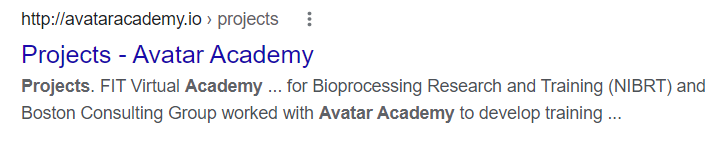 http://avataracademy.io › projects
Projects - Avatar Academy
Projects. FIT Virtual Academy ... for Bioprocessing Research and Training (NIBRT) and
Boston Consulting Group worked with Avatar Academy to develop training ...